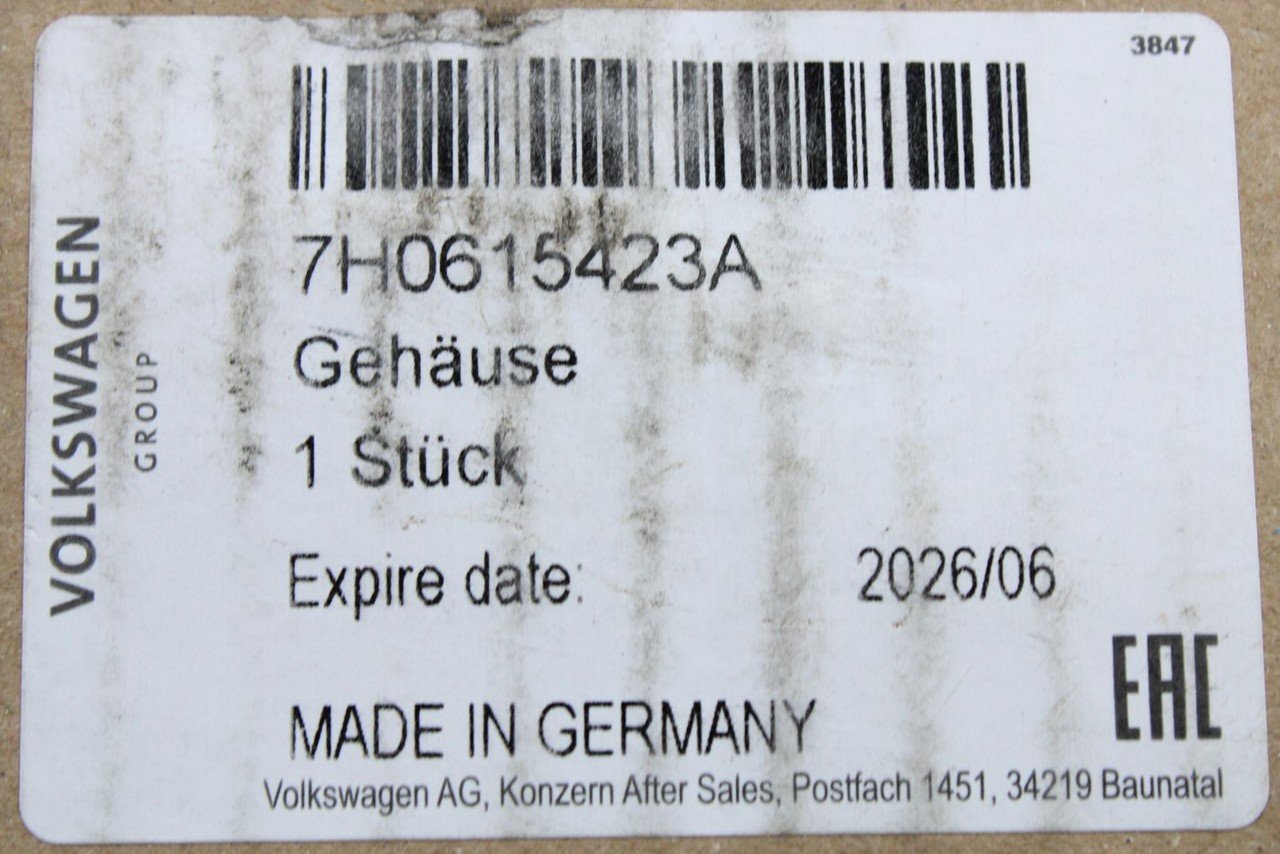 3847
VOLKSWAGEN
GROUP
7H0615423A
Gehäuse
1 Stück
Expire date: 2026/06
EAC
MADE IN GERMANY
Volkswagen AG, Konzern After Sales, Postfach 1451, 34219 Baunatal